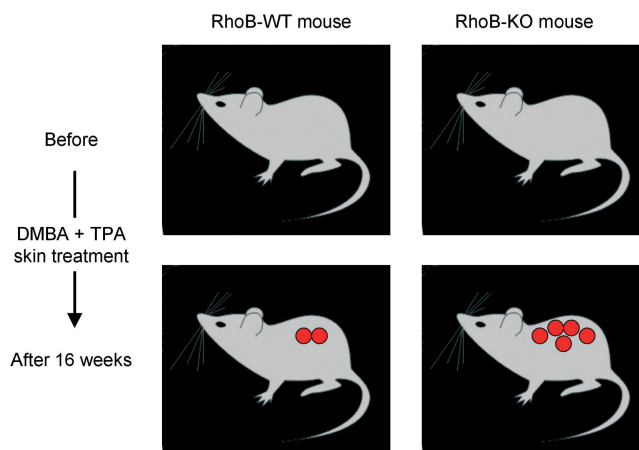 RhoB-WT mouse
RhoB-KO mouse
Before
DMBA + TPA
skin treatment
After 16 weeks